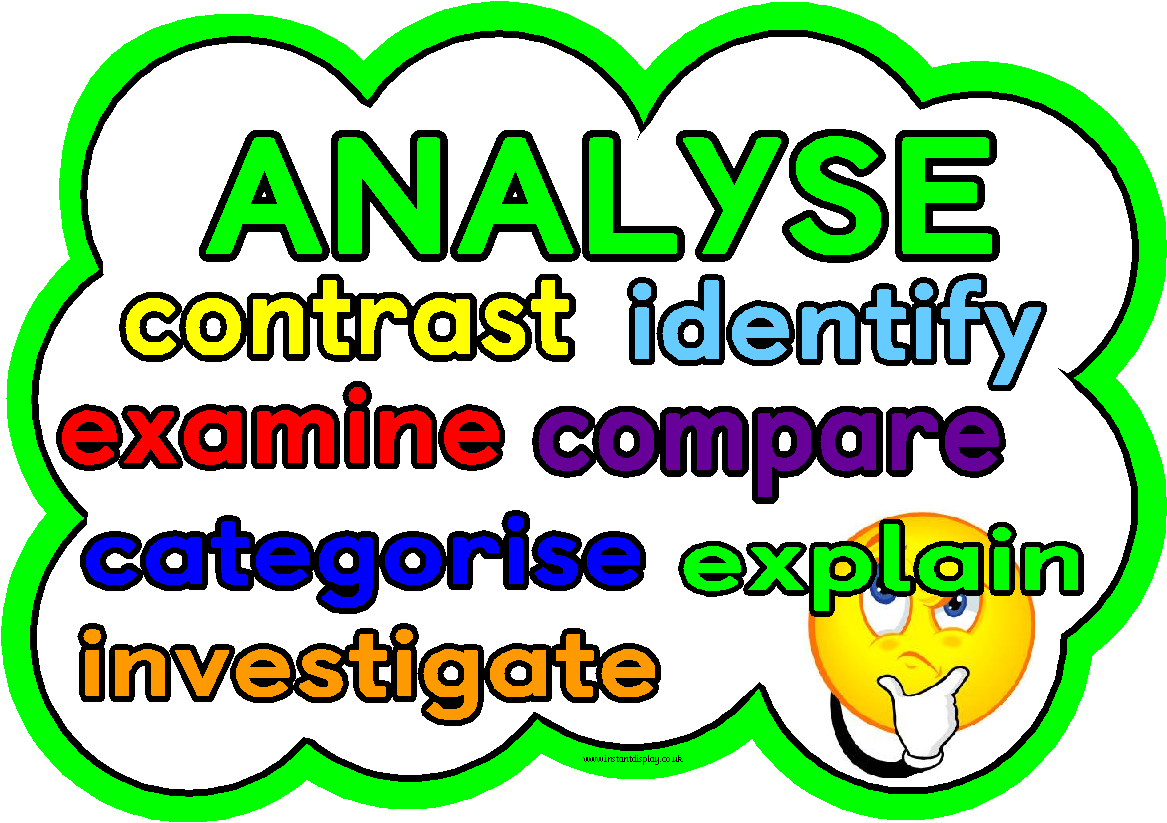 ANALYSE
contrast identify
examine compare
categorise explain
investigate
www.instantdisplay.co.uk